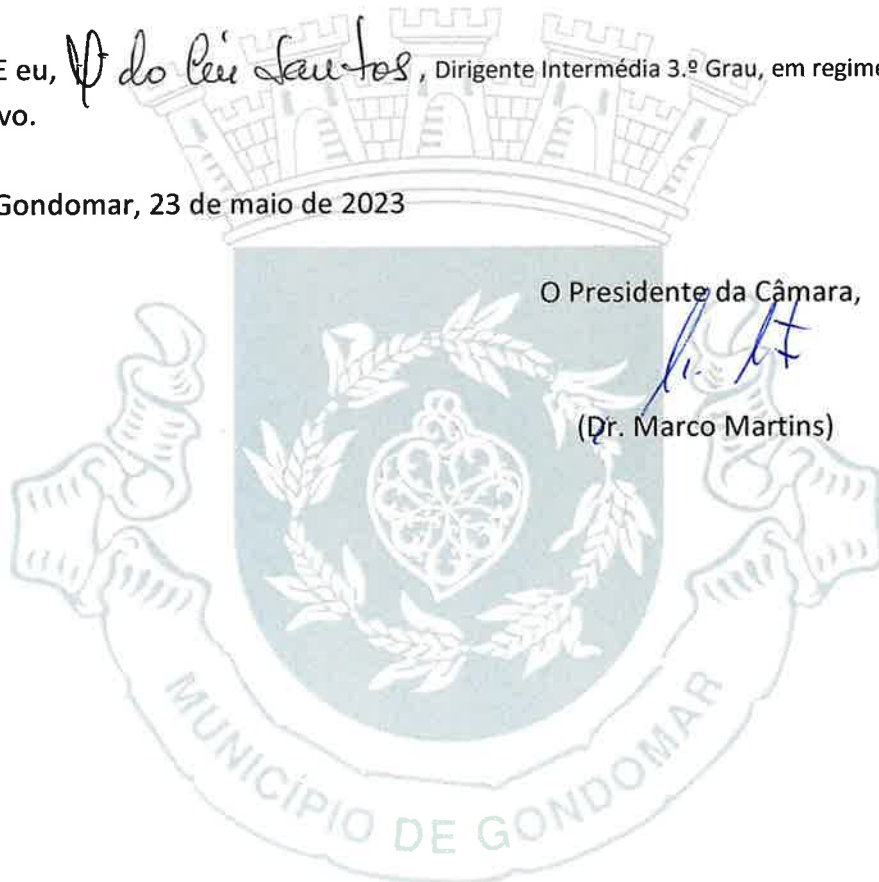 E eu, Mª do Céu Santos, Dirigente Intermédia 3.º Grau, em regime
vo.
Gondomar, 23 de maio de 2023
O Presidente da Câmara,
(Dr. Marco Martins)
MUNICÍPIO DE GONDOMAR